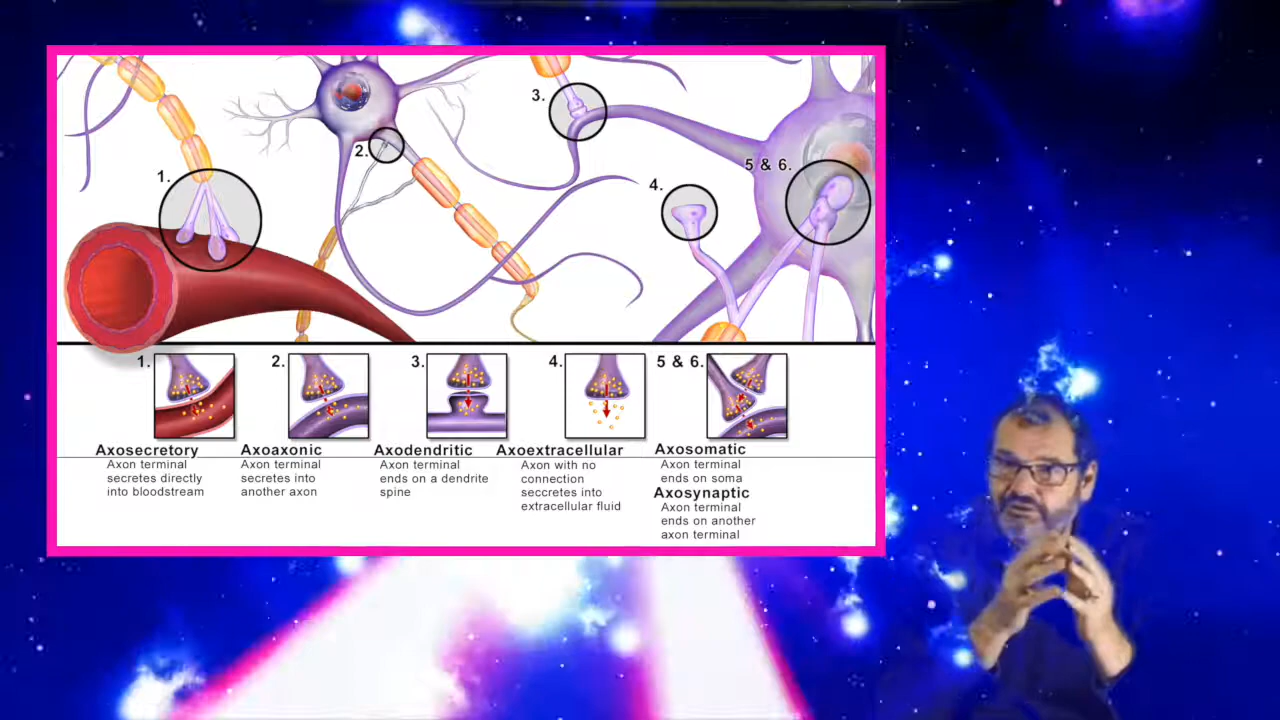 1.
2.
3.
4.
5 & 6.
1.
2.
3.
4.
5 & 6.
Axosecretory
Axon terminal
secretes directly
into bloodstream
Axoaxonic
Axon terminal
secretes into
another axon
Axodendritic
Axon terminal
ends on a dendrite
spine
Axoextracellular
Axon with no
connection
seccretes into
extracellular fluid
Axosomatic
Axon terminal
ends on soma
Axosynaptic
Axon terminal
ends on another
axon terminal